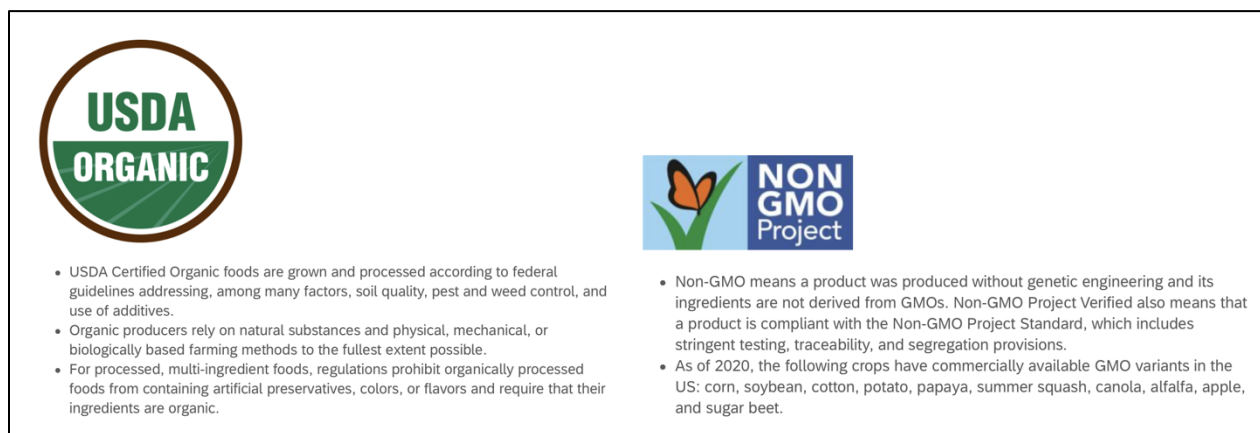 USDA
ORGANIC
• USDA Certified Organic foods are grown and processed according to federal
guidelines addressing, among many factors, soil quality, pest and weed control, and
use of additives.
• Organic producers rely on natural substances and physical, mechanical, or
biologically based farming methods to the fullest extent possible.
• For processed, multi-ingredient foods, regulations prohibit organically processed
foods from containing artificial preservatives, colors, or flavors and require that their
ingredients are organic.
NON
GMO
Project
• Non-GMO means a product was produced without genetic engineering and its
ingredients are not derived from GMOs. Non-GMO Project Verified also means that
a product is compliant with the Non-GMO Project Standard, which includes
stringent testing, traceability, and segregation provisions.
• As of 2020, the following crops have commercially available GMO variants in the
US: corn, soybean, cotton, potato, papaya, summer squash, canola, alfalfa, apple,
and sugar beet.